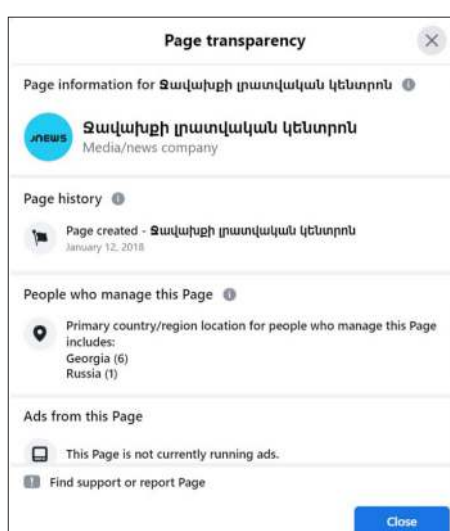 Page transparency
Page information for Ջավախքի լրատվական կենտրոն
JNEWS
Ջավախքի լրատվական կենտրոն
Media/news company
Page history
Page created - Ջավախքի լրատվական կենտրոն
January 12, 2018
People who manage this Page
Primary country/region location for people who manage this Page
includes:
Georgia (6)
Russia (1)
Ads from this Page
This Page is not currently running ads.
Find support or report Page
Close